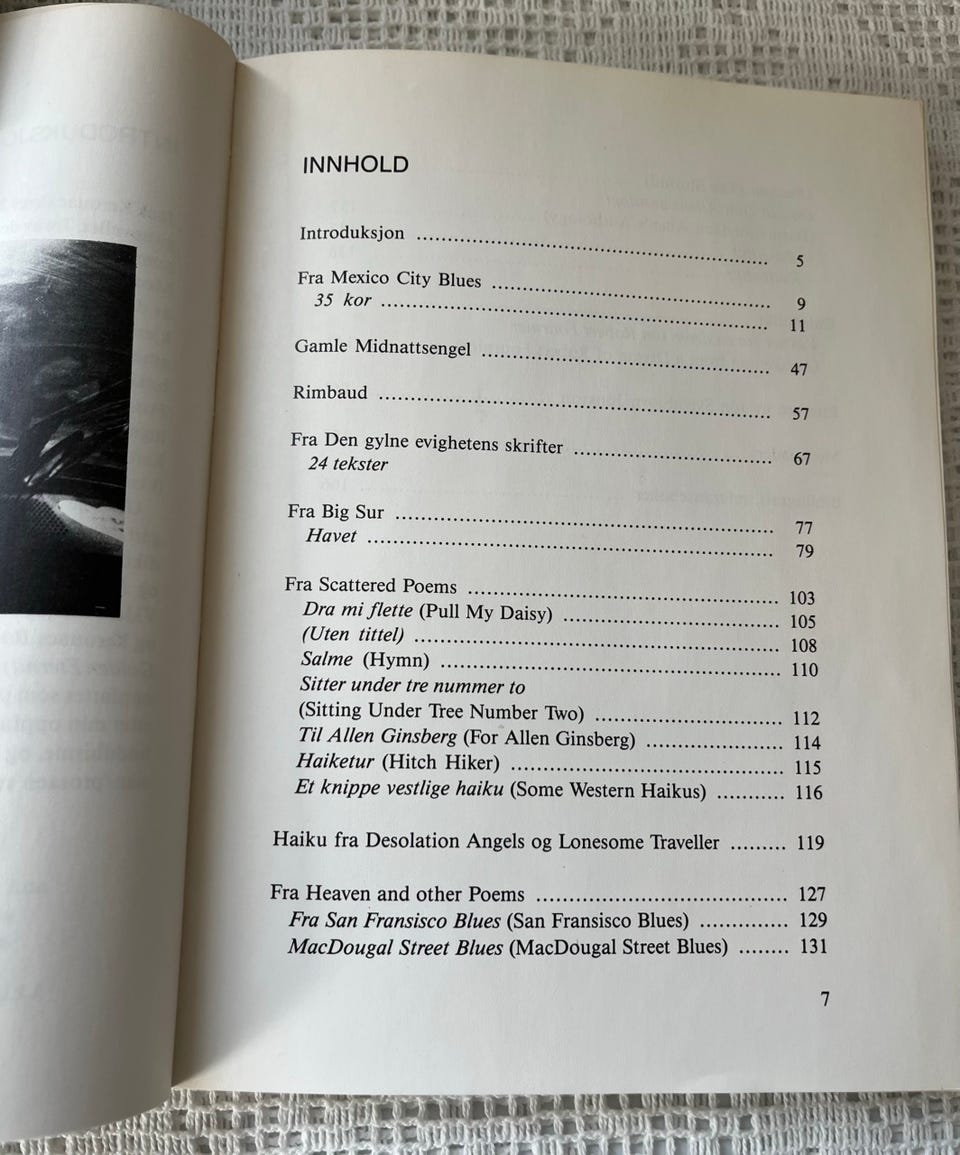 INNHOLD
Introduksjon ........ 5
Fra Mexico City Blues ........ 9
35 kor ........ 11
Gamle Midnattsengel ........ 47
Rimbaud ........ 57
Fra Den gylne evighetens skrifter ........ 67
24 tekster
Fra Big Sur ........ 77
Havet ........ 79
Fra Scattered Poems ........ 103
Dra mi flette (Pull My Daisy) ........ 105
(Uten tittel) ........ 108
Salme (Hymn) ........ 110
Sitter under tre nummer to
(Sitting Under Tree Number Two) ........ 112
Til Allen Ginsberg (For Allen Ginsberg) ........ 114
Haiketur (Hitch Hiker) ........ 115
Et knippe vestlige haiku (Some Western Haikus) ........ 116
Haiku fra Desolation Angels og Lonesome Traveller ........ 119
Fra Heaven and other Poems ........ 127
Fra San Fransisco Blues (San Fransisco Blues) ........ 129
MacDougal Street Blues (MacDougal Street Blues) ........ 131
7